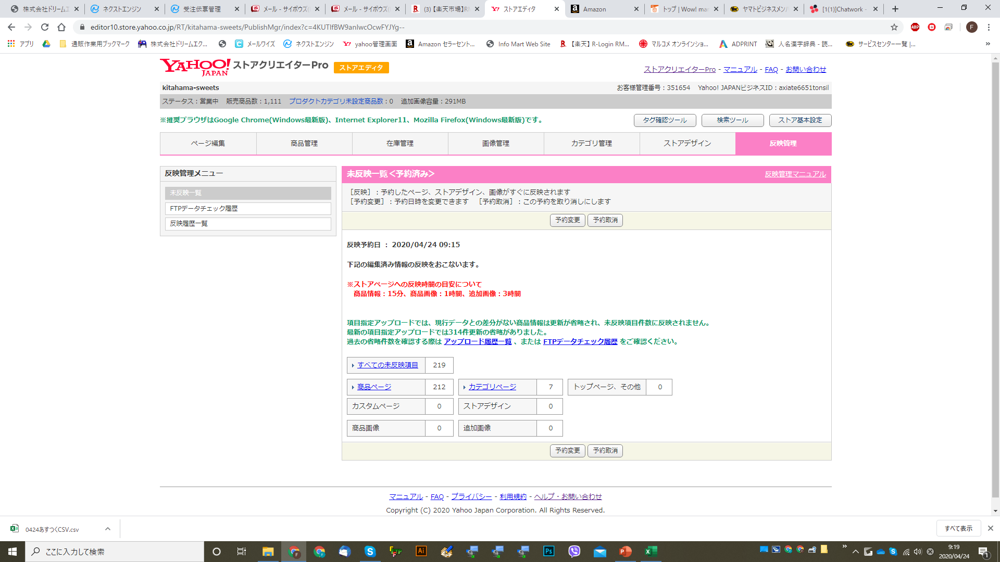 株式会社ドリームエ
ネクストエンジン
受注伝票管理
メール - サイボウズ(
メール - サイボウズ(
(3) 【楽天市場】R
ストアエディタ
Amazon
トップ | Wow! ma
ヤマトビジネスメン
[1(1)]Chatwork -
editor10.store.yahoo.co.jp/RT/kitahama-sweets/PublishMgr/index?c=4KUTlfBW9anlwcOcwFYJYg--
ABP
F
アプリ
通販作業用ブックマーク
株式会社ドリームエク...
メールワイズ
ネクストエンジン
yahoo管理画面
Amazon セラーセント...
Info Mart Web Site
【楽天】 R-Login RM...
マルコメ オンラインショ...
ADPRINT
人名漢字辞典 - 読...
サービスセンター一覧 |...
YAHOO! JAPAN ストアクリエイターPro ストアエディタ
ストアクリエイターPro - マニュアル - FAQ - お問い合わせ
kitahama-sweets
お客様管理番号：351654 Yahoo! JAPANビジネスID：axiate6651tonsil
ステータス：営業中 販売商品数：1,111 プロダクトカテゴリ未設定商品数：0 追加画像容量：291MB
※推奨ブラウザはGoogle Chrome(Windows最新版)、Internet Explorer11、Mozilla Firefox(Windows最新版)です。
タグ確認ツール
検索ツール
ストア基本設定
ページ編集
商品管理
在庫管理
画像管理
カテゴリ管理
ストアデザイン
反映管理
反映管理メニュー
未反映一覧
FTPデータチェック履歴
反映履歴一覧
未反映一覧＜予約済み＞
反映管理マニュアル
［反映］：予約したページ、ストアデザイン、画像がすぐに反映されます
［予約変更］：予約日時を変更できます ［予約取消］：この予約を取り消しにします
予約変更
予約取消
反映予約日 ： 2020/04/24 09:15
下記の編集済み情報の反映をおこないます。
※ストアページへの反映時間の目安について
商品情報：15分、商品画像：1時間、追加画像：3時間
項目指定アップロードでは、現行データとの差分がない商品情報は更新が省略され、未反映項目件数に反映されません。
最新の項目指定アップロードでは314件更新の省略がありました。
過去の省略件数を確認する際は アップロード履歴一覧 、または FTPデータチェック履歴 をご確認ください。
すべての未反映項目 219
商品ページ 212 カテゴリページ 7 トップページ、その他 0
カスタムページ 0 ストアデザイン 0
商品画像 0 追加画像 0
予約変更
予約取消
マニュアル - FAQ - プライバシー - 利用規約 - ヘルプ・お問い合わせ
Copyright (C) 2020 Yahoo Japan Corporation. All Rights Reserved.
0424あすつくCSV.csv
すべて表示
ここに入力して検索
9:19
2020/04/24
1